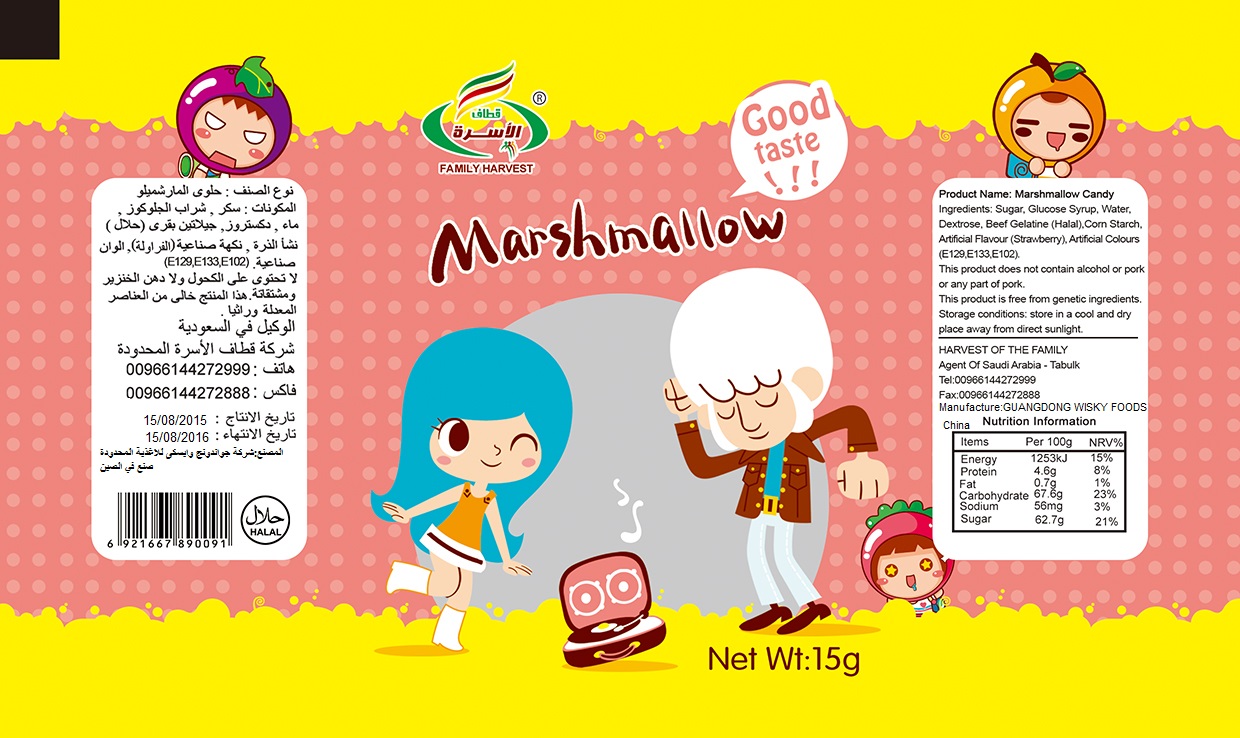 قطاف
الأسرة
®
FAMILY HARVEST
Good
taste
!!!
Marshmallow
Net Wt:15g
نوع الصنف : حلوى المارشميلو
المكونات : سكر , شراب الجلوكوز ,
ماء , دكستروز, جيلاتين بقرى (حلال )
نشأ الذرة , نكهة صناعية (الفراولة), الوان
صناعية. (E129,E133,E102)
لا تحتوى على الكحول ولا دهن الخنزير
ومشتقاتة. هذا المنتج خالى من العناصر
المعدلة وراثيا .
الوكيل في السعودية
شركة قطاف الأسرة المحدودة
هاتف : 00966144272999
فاكس : 00966144272888
تاريخ الانتاج : 15/08/2015
تاريخ الانتهاء : 15/08/2016
المصنع:شركة جواندونج وايسكى للاغذية المحدودة
صنع في الصين
6 921667 890091
حلال
HALAL
Product Name: Marshmallow Candy
Ingredients: Sugar, Glucose Syrup, Water,
Dextrose, Beef Gelatine (Halal),Corn Starch,
Artificial Flavour (Strawberry), Artificial Colours
(E129,E133,E102).
This product does not contain alcohol or pork
or any part of pork.
This product is free from genetic ingredients.
Storage conditions: store in a cool and dry
place away from direct sunlight.
HARVEST OF THE FAMILY
Agent Of Saudi Arabia - Tabulk
Tel:00966144272999
Fax:00966144272888
Manufacture:GUANGDONG WISKY FOODS
China
Nutrition Information
Items Per 100g NRV%
Energy 1253kJ 15%
Protein 4.6g 8%
Fat 0.7g 1%
Carbohydrate 67.6g 23%
Sodium 56mg 3%
Sugar 62.7g 21%